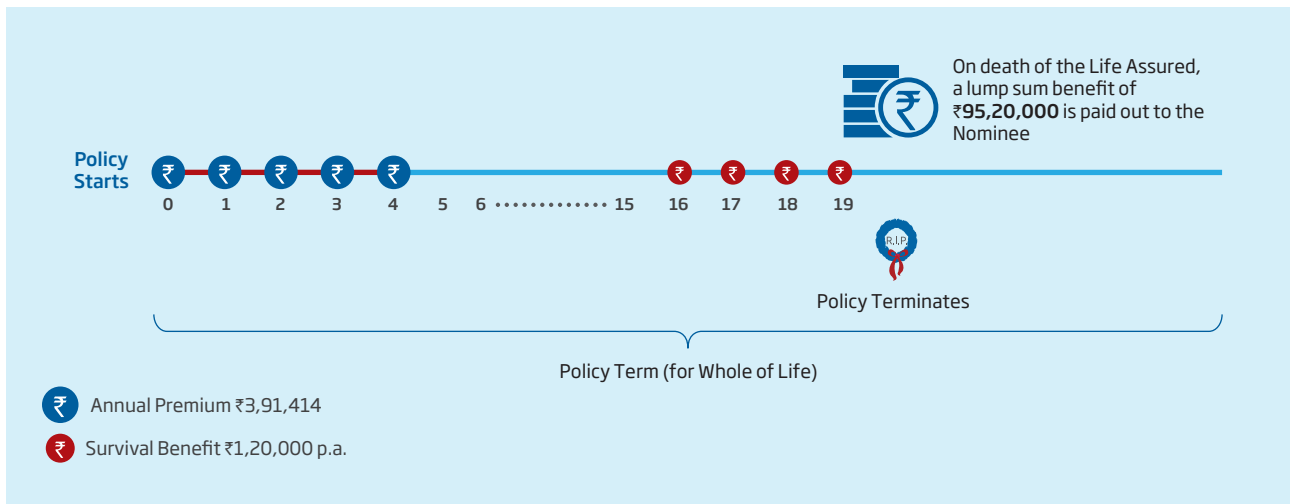 On death of the Life Assured,
a lump sum benefit of
₹95,20,000 is paid out to the
Nominee
Policy
Starts
₹ ₹ ₹ ₹ ₹ ₹ ₹ ₹ ₹
0 1 2 3 4 5 6 ............. 15 16 17 18 19
R.I.P.
Policy Terminates
Policy Term (for Whole of Life)
₹ Annual Premium ₹3,91,414
₹ Survival Benefit ₹1,20,000 p.a.